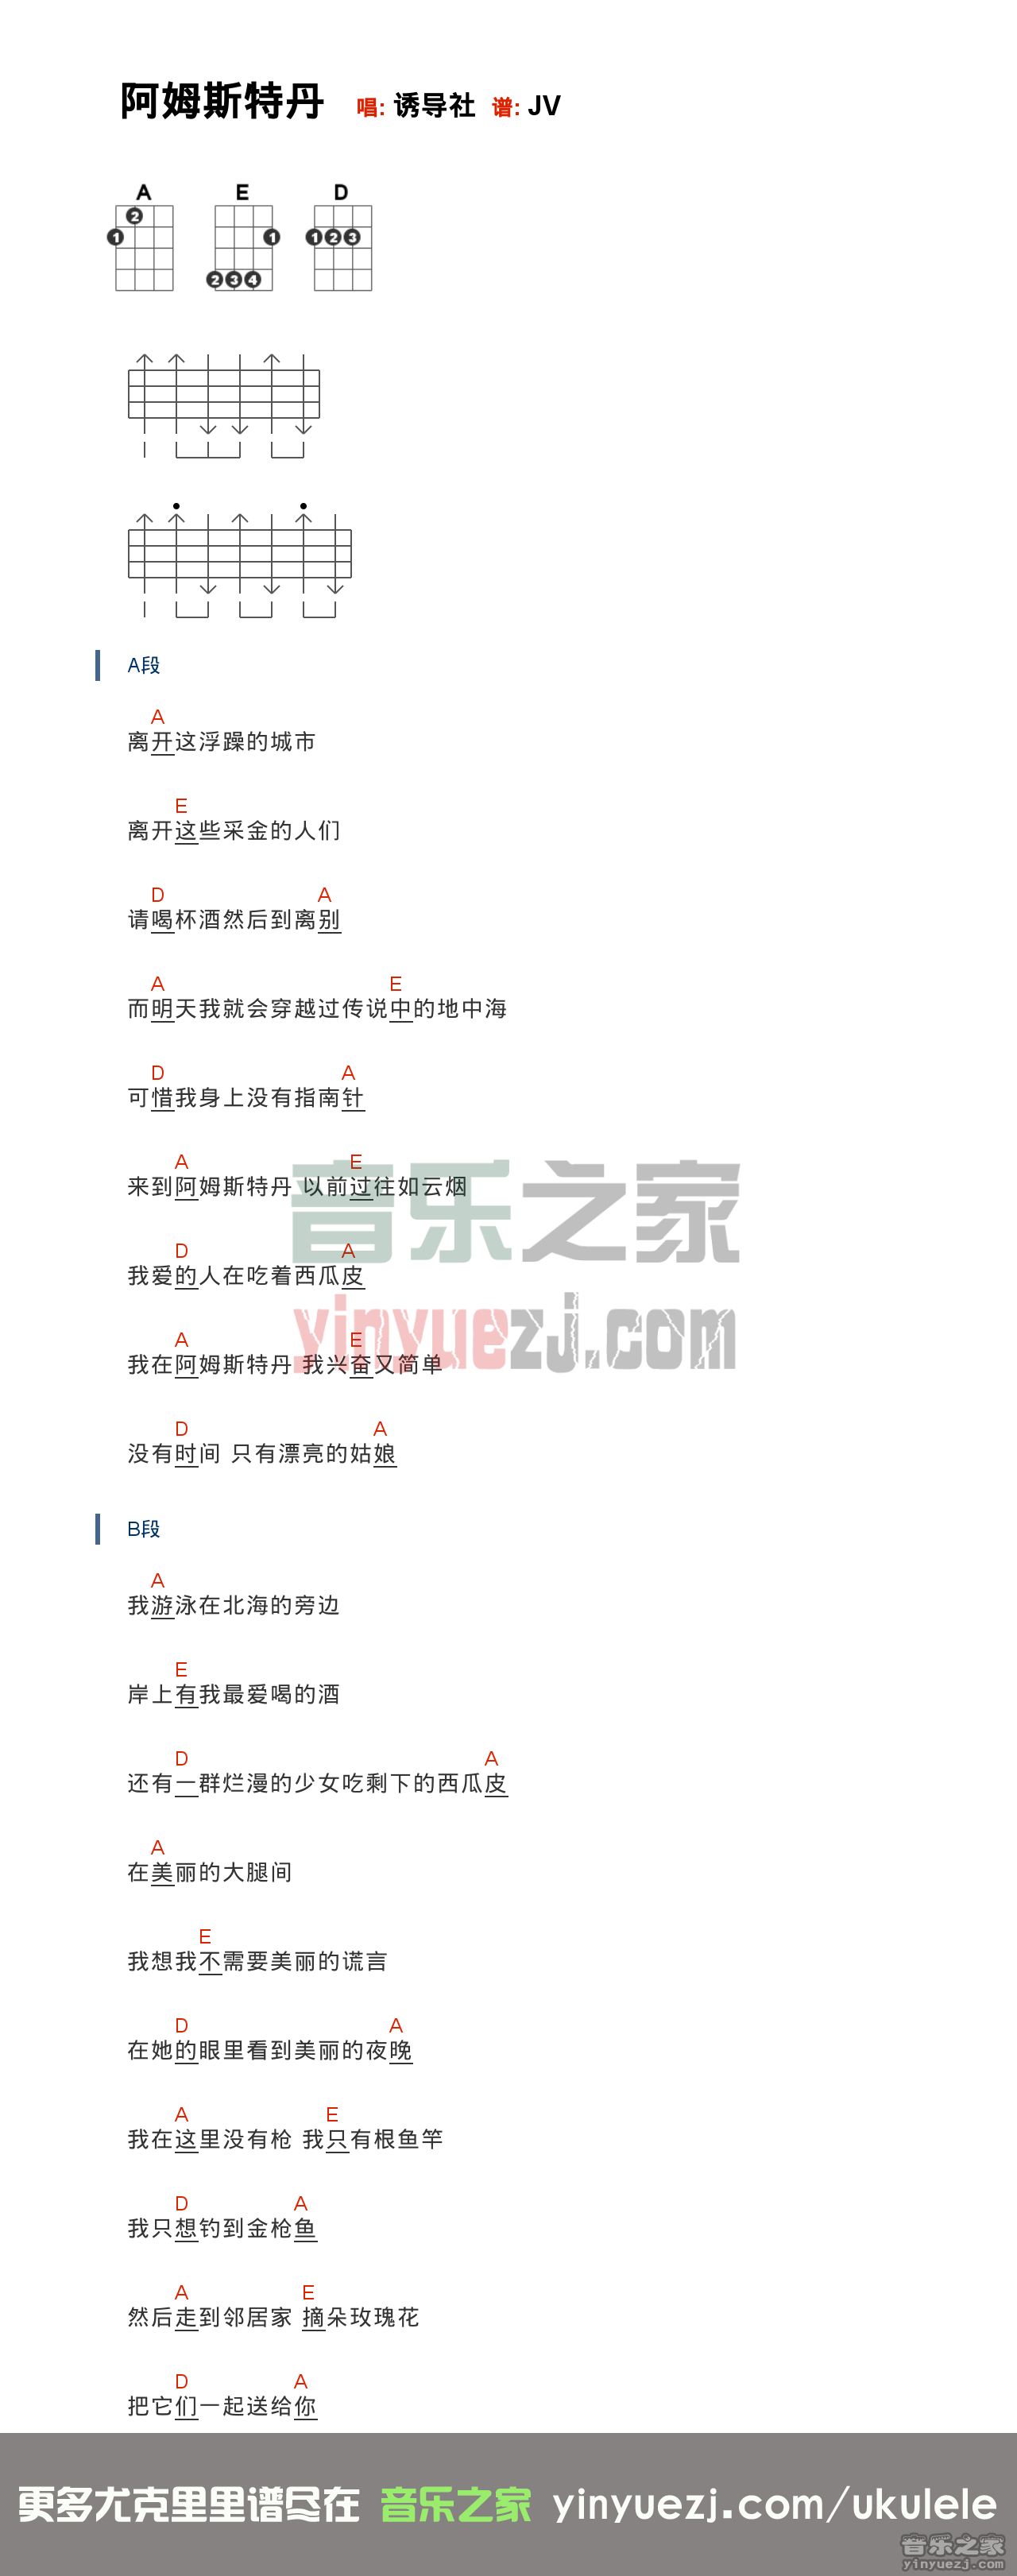 阿姆斯特丹 唱: 诱导社 谱: JV
A E D
2
1 1 1 2 3
2 3 4
A段
A
离开这浮躁的城市
E
离开这些采金的人们
D A
请喝杯酒然后到离别
A E
而明天我就会穿越过传说中的地中海
D A
可惜我身上没有指南针
A E
来到阿姆斯特丹 以前过往如云烟
D A
我爱的人在吃着西瓜皮
A E
我在阿姆斯特丹 我兴奋又简单
D A
没有时间 只有漂亮的姑娘
音乐之家
yinyuezj.com
B段
A
我游泳在北海的旁边
E
岸上有我最爱喝的酒
D A
还有一群烂漫的少女吃剩下的西瓜皮
A
在美丽的大腿间
E
我想我不需要美丽的谎言
D A
在她的眼里看到美丽的夜晚
A E
我在这里没有枪 我只有根鱼竿
D A
我只想钓到金枪鱼
A E
然后走到邻居家 摘朵玫瑰花
D A
把它们一起送给你
更多尤克里里谱尽在 音乐之家 yinyuezj.com/ukulele
音乐之家
yinyuezj.com